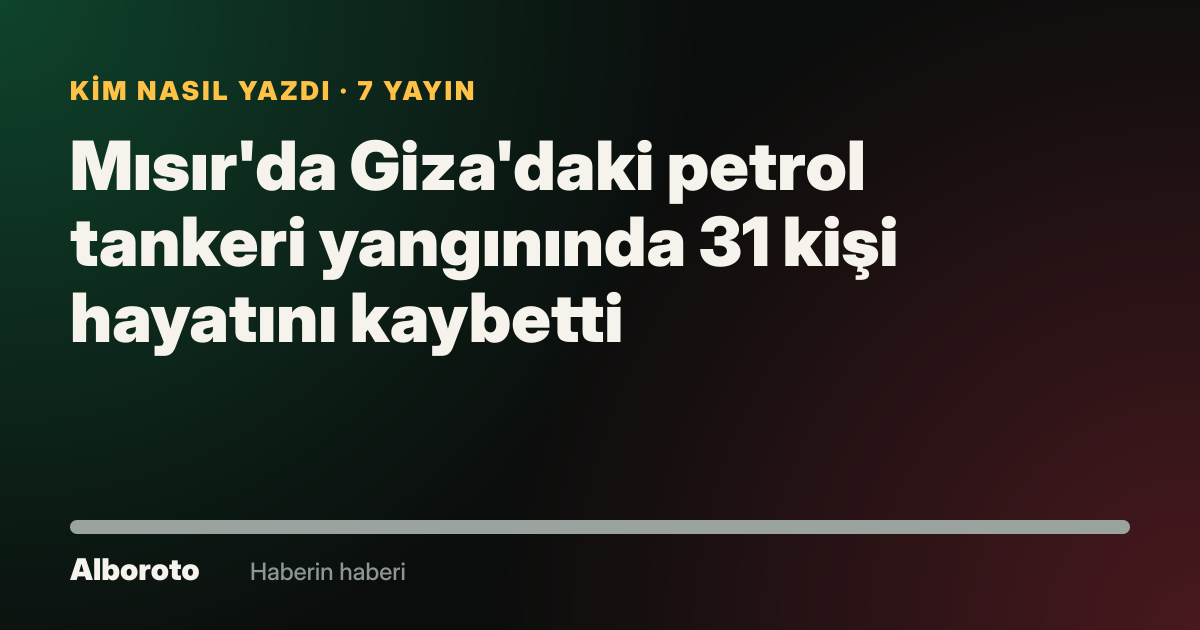 KİM NASIL YAZDI · 7 YAYIN
Mısır'da Giza'daki petrol
tankeri yangınında 31 kişi
hayatını kaybetti
Alboroto Haberin haberi